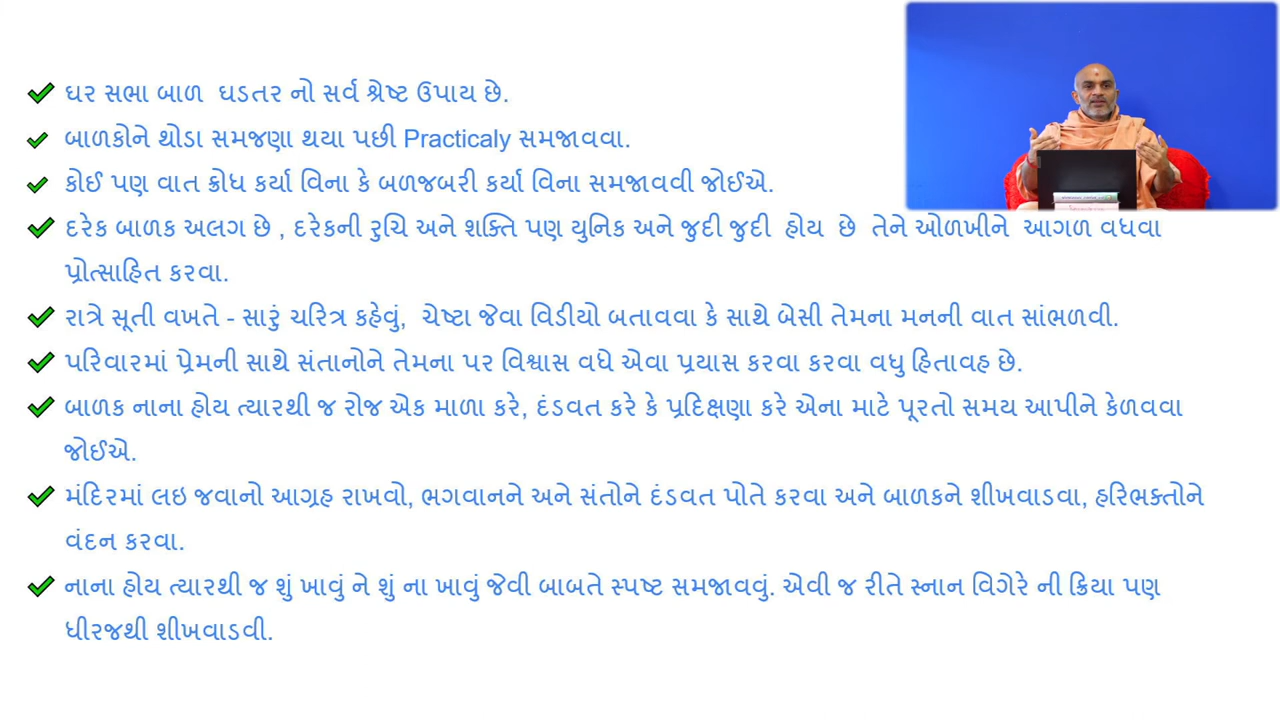 ઘર સભા બાળ ઘડતર નો સર્વ શ્રેષ્ટ ઉપાય છે.
બાળકોને થોડા સમજણા થયા પછી Practicaly સમજાવવા.
કોઈ પણ વાત ક્રોધ કર્યા વિના કે બળજબરી કર્યા વિના સમજાવવી જોઈએ.
દરેક બાળક અલગ છે , દરેકની રુચિ અને શક્તિ પણ યુનિક અને જુદી જુદી હોય છે તેને ઓળખીને આગળ વધવા
પ્રોત્સાહિત કરવા.
રાત્રે સૂતી વખતે - સારું ચરિત્ર કહેવું, ચેષ્ટા જેવા વિડીયો બતાવવા કે સાથે બેસી તેમના મનની વાત સાંભળવી.
પરિવારમાં પ્રેમની સાથે સંતાનોને તેમના પર વિશ્વાસ વધે એવા પ્રયાસ કરવા કરવા વધુ હિતાવહ છે.
બાળક નાના હોય ત્યારથી જ રોજ એક માળા કરે, દંડવત કરે કે પ્રદિક્ષણા કરે એના માટે પૂરતો સમય આપીને કેળવવા
જોઈએ.
મંદિરમાં લઇ જવાનો આગ્રહ રાખવો, ભગવાનને અને સંતોને દંડવત પોતે કરવા અને બાળકને શીખવાડવા, હરિભક્તોને
વંદન કરવા.
નાના હોય ત્યારથી જ શું ખાવું ને શું ના ખાવું જેવી બાબતે સ્પષ્ટ સમજાવવું. એવી જ રીતે સ્નાન વિગેરે ની ક્રિયા પણ
ધીરજથી શીખવાડવી.